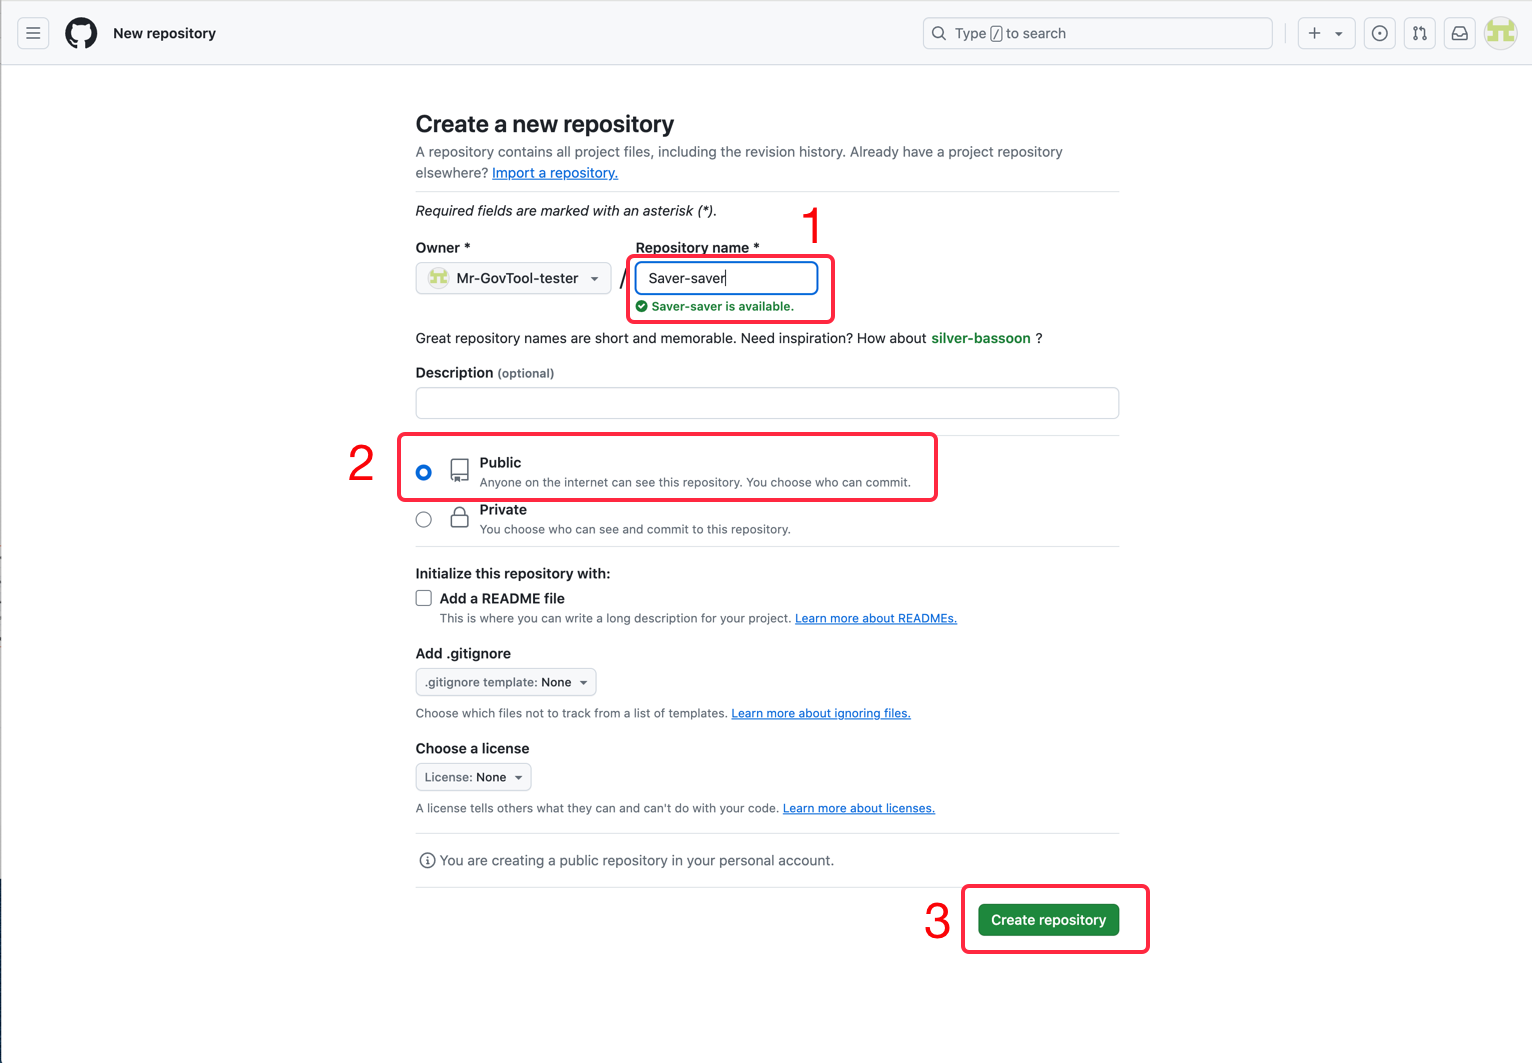 New repository
Type / to search
Create a new repository
A repository contains all project files, including the revision history. Already have a project repository
elsewhere? Import a repository.
Required fields are marked with an asterisk (*).
1
Owner *
Repository name *
Mr-GovTool-tester
/
Saver-saver
Saver-saver is available.
Great repository names are short and memorable. Need inspiration? How about silver-bassoon ?
Description (optional)
2
Public
Anyone on the internet can see this repository. You choose who can commit.
Private
You choose who can see and commit to this repository.
Initialize this repository with:
Add a README file
This is where you can write a long description for your project. Learn more about READMEs.
Add .gitignore
.gitignore template: None
Choose which files not to track from a list of templates. Learn more about ignoring files.
Choose a license
License: None
A license tells others what they can and can't do with your code. Learn more about licenses.
You are creating a public repository in your personal account.
3
Create repository